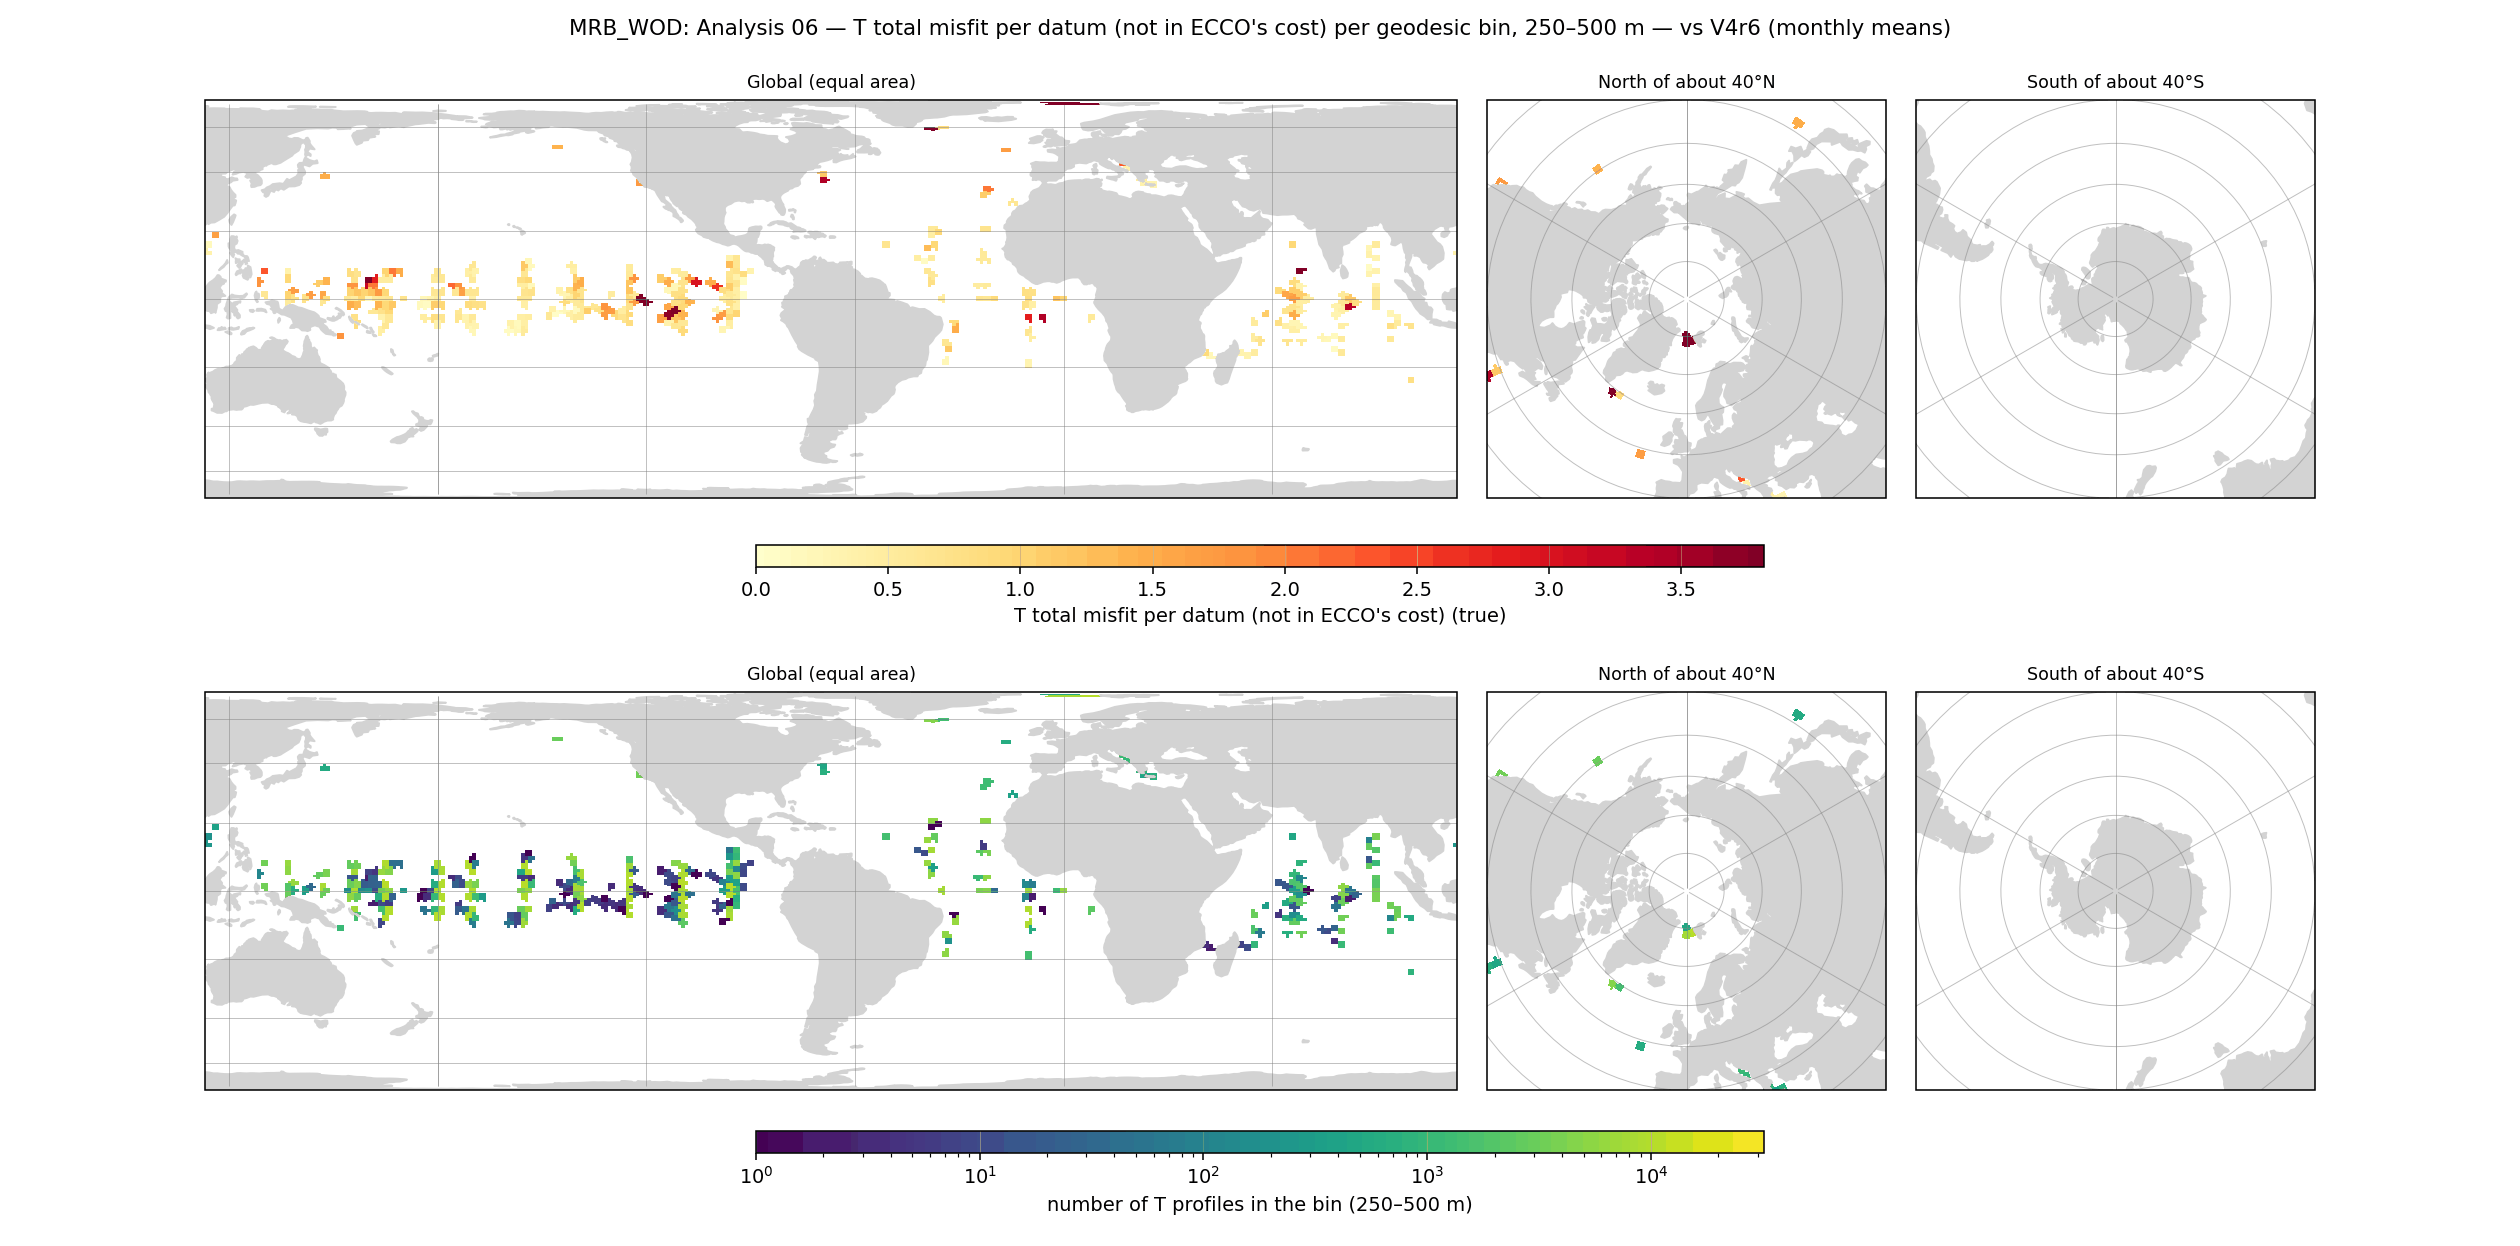 MRB_WOD: Analysis 06 — T total misfit per datum (not in ECCO's cost) per geodesic bin, 250–500 m — vs V4r6 (monthly means)
Global (equal area)
North of about 40°N
South of about 40°S
0.0 0.5 1.0 1.5 2.0 2.5 3.0 3.5
T total misfit per datum (not in ECCO's cost) (true)
Global (equal area)
North of about 40°N
South of about 40°S
10⁰ 10¹ 10² 10³ 10⁴
number of T profiles in the bin (250–500 m)